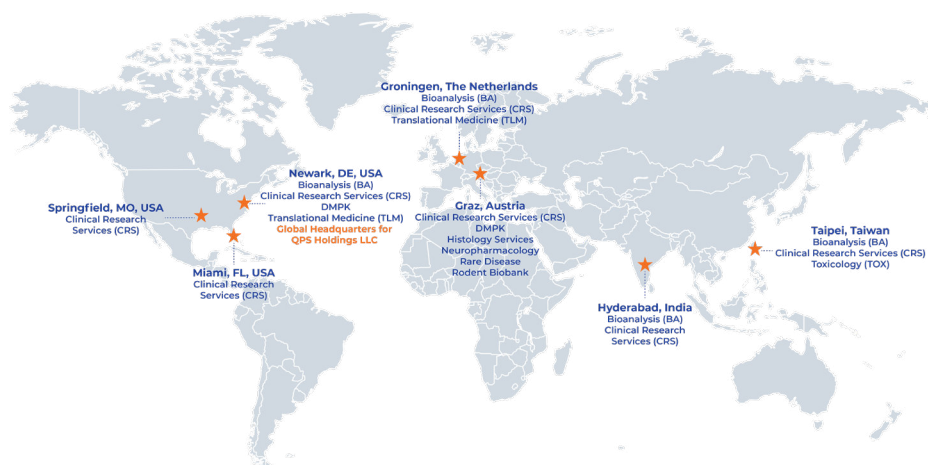 Groningen, The Netherlands
Bioanalysis (BA)
Clinical Research Services (CRS)
Translational Medicine (TLM)
Newark, DE, USA
Bioanalysis (BA)
Clinical Research Services (CRS)
DMPK
Translational Medicine (TLM)
Global Headquarters for
QPS Holdings LLC
Springfield, MO, USA
Clinical Research
Services (CRS)
Miami, FL, USA
Clinical Research
Services (CRS)
Graz, Austria
Clinical Research Services (CRS)
DMPK
Histology Services
Neuropharmacology
Rare Disease
Rodent Biobank
Taipei, Taiwan
Bioanalysis (BA)
Clinical Research Services (CRS)
Toxicology (TOX)
Hyderabad, India
Bioanalysis (BA)
Clinical Research
Services (CRS)